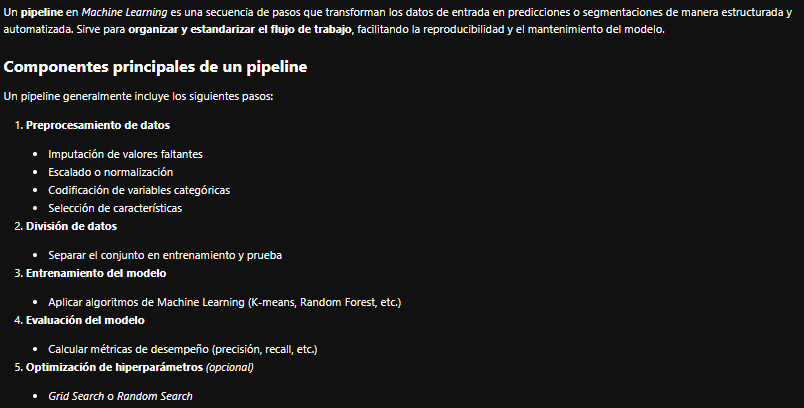 Un pipeline en Machine Learning es una secuencia de pasos que transforman los datos de entrada en predicciones o segmentaciones de manera estructurada y
automatizada. Sirve para organizar y estandarizar el flujo de trabajo, facilitando la reproducibilidad y el mantenimiento del modelo.
Componentes principales de un pipeline
Un pipeline generalmente incluye los siguientes pasos:
1. Preprocesamiento de datos
• Imputación de valores faltantes
• Escalado o normalización
• Codificación de variables categóricas
• Selección de características
2. División de datos
• Separar el conjunto en entrenamiento y prueba
3. Entrenamiento del modelo
• Aplicar algoritmos de Machine Learning (K-means, Random Forest, etc.)
4. Evaluación del modelo
• Calcular métricas de desempeño (precisión, recall, etc.)
5. Optimización de hiperparámetros (opcional)
• Grid Search o Random Search